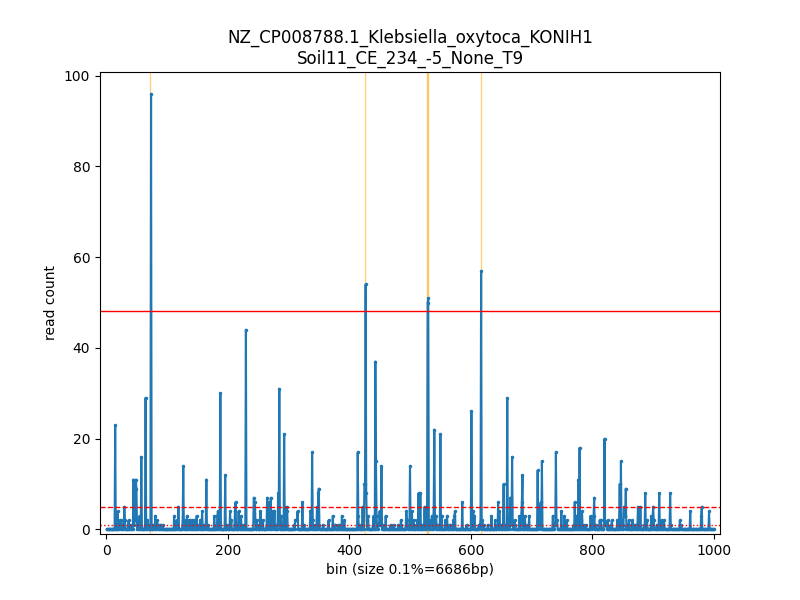 NZ_CP008788.1_Klebsiella_oxytoca_KONIH1
Soil11_CE_234_-5_None_T9
100
80
60
40
20
0
read count
0 200 400 600 800 1000
bin (size 0.1%=6686bp)